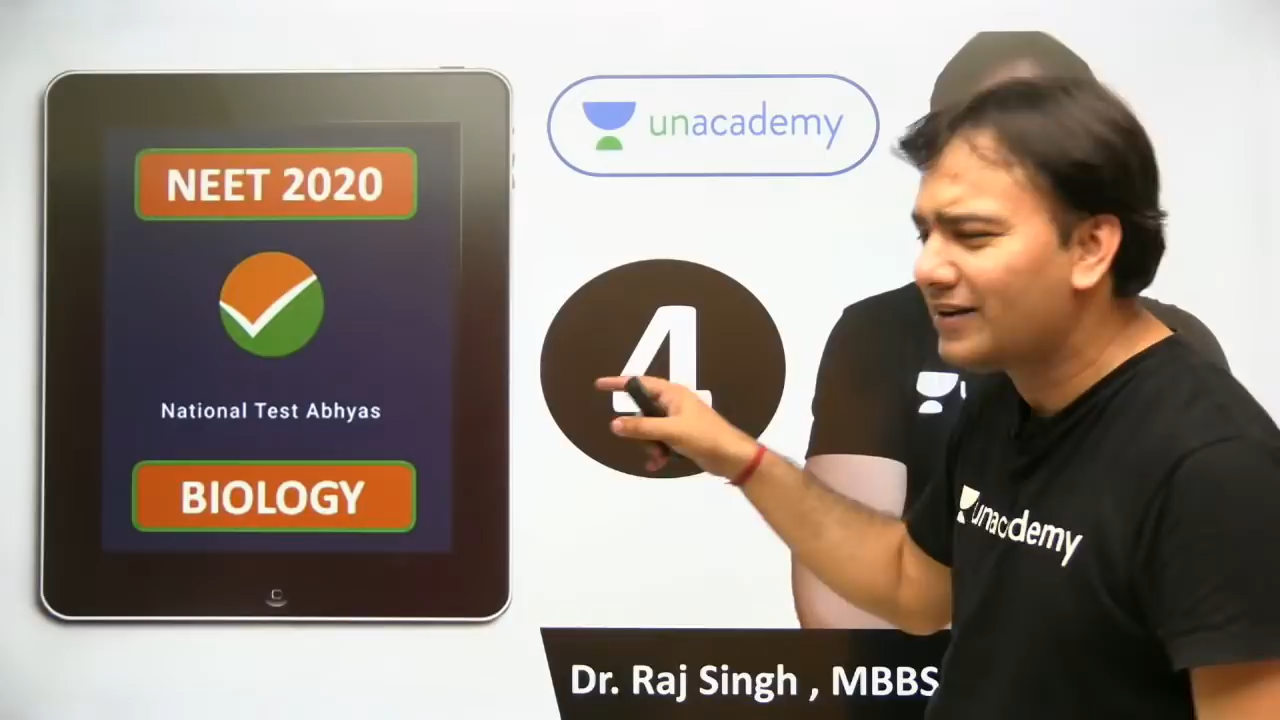 NEET 2020
National Test Abhyas
BIOLOGY
unacademy
4
Dr. Raj Singh , MBBS
unacademy